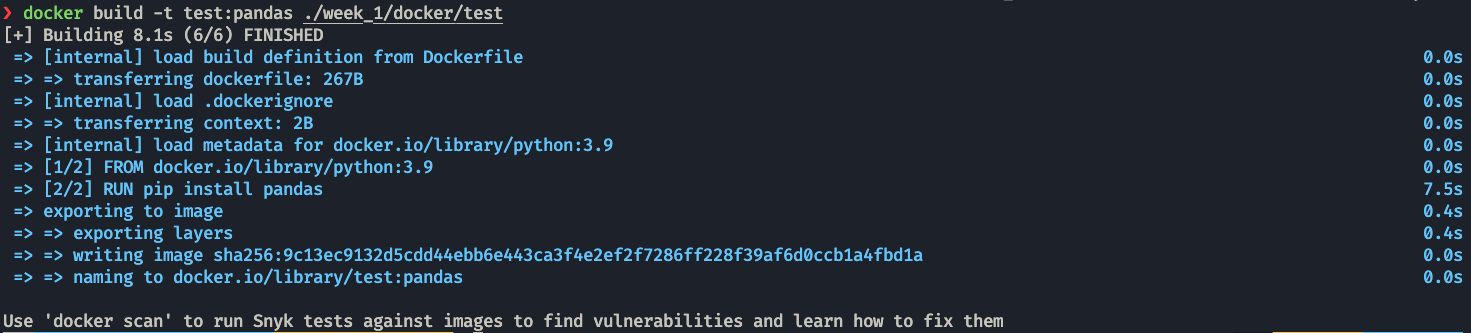 ❯ docker build -t test:pandas ./week_1/docker/test
[+] Building 8.1s (6/6) FINISHED
=> [internal] load build definition from Dockerfile 0.0s
=> => transferring dockerfile: 267B 0.0s
=> [internal] load .dockerignore 0.0s
=> => transferring context: 2B 0.0s
=> [internal] load metadata for docker.io/library/python:3.9 0.0s
=> [1/2] FROM docker.io/library/python:3.9 0.0s
=> [2/2] RUN pip install pandas 7.5s
=> exporting to image 0.4s
=> => exporting layers 0.4s
=> => writing image sha256:9c13ec9132d5cdd44ebb6e443ca3f4e2ef2f7286ff228f39af6d0ccb1a4fbd1a 0.0s
=> => naming to docker.io/library/test:pandas 0.0s
Use 'docker scan' to run Snyk tests against images to find vulnerabilities and learn how to fix them